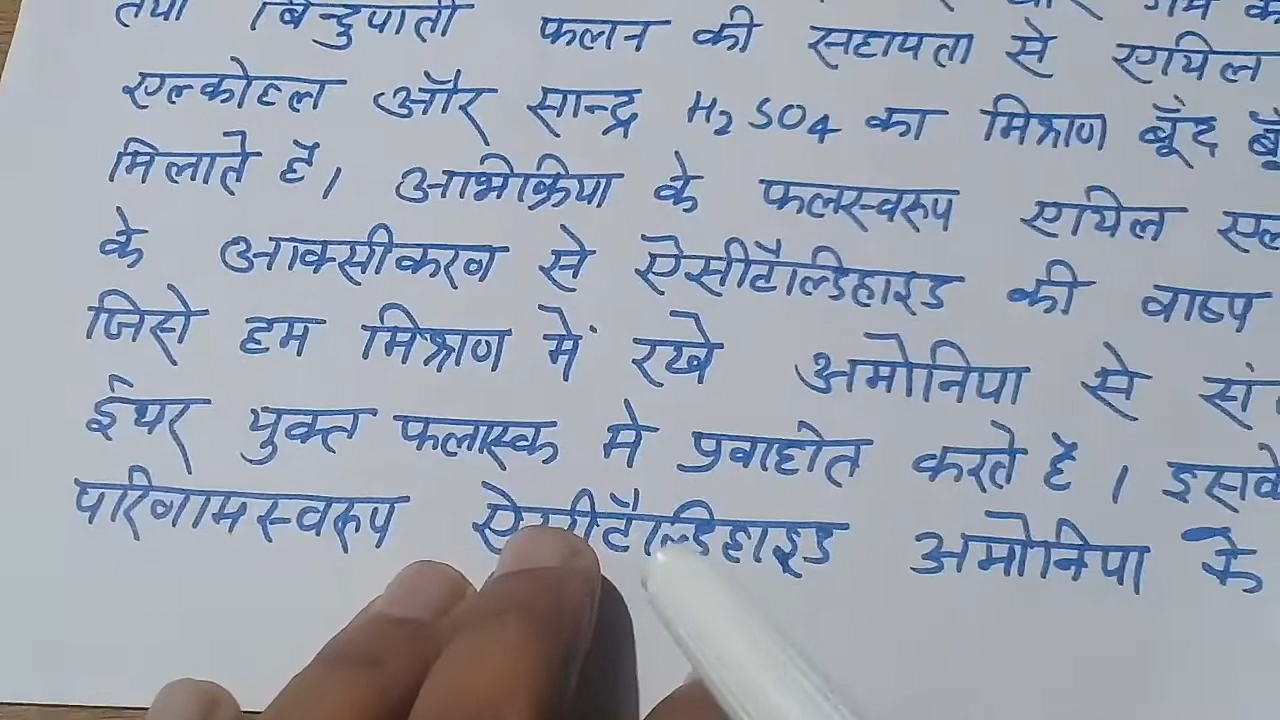 तथा बिन्दुपाती फलन की सहायता से एथिल
एल्कोहल और सान्द्र H₂SO₄ का मिश्रण बूँद
मिलाते हैं। अभिक्रिया के फलस्वरूप एथिल
के आक्सीकरण से ऐसीटैल्डिहाइड की वाष्प
जिसे हम मिश्रण में रखे अमोनिया से
ईथर युक्त फलास्क मे प्रवाहित करते हैं। इसके
परिणामस्वरूप ऐसीटैल्डिहाइड अमोनिया के